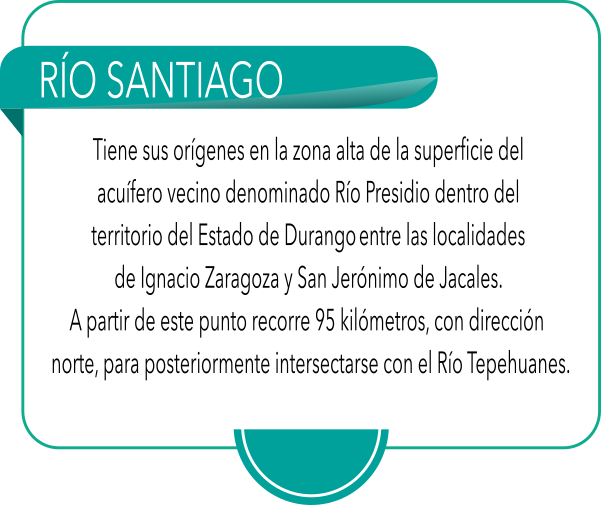 RÍO SANTIAGO
Tiene sus orígenes en la zona alta de la superficie del
acuífero vecino denominado Río Presidio dentro del
territorio del Estado de Durango entre las localidades
de Ignacio Zaragoza y San Jerónimo de Jacales.
A partir de este punto recorre 95 kilómetros, con dirección
norte, para posteriormente intersectarse con el Río Tepehuanes.